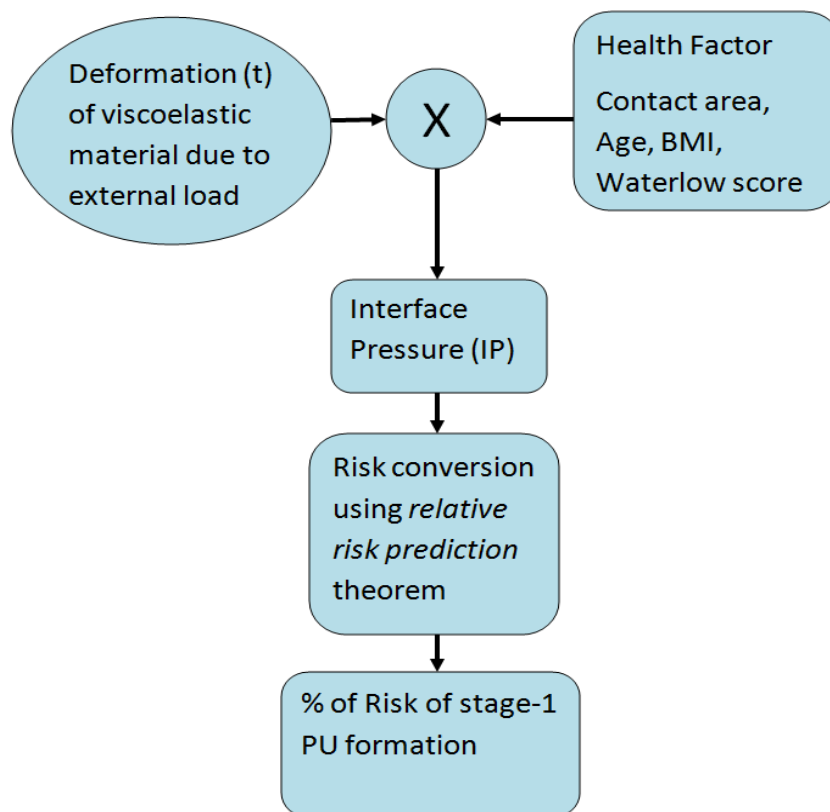 Deformation (t)
of viscoelastic
material due to
external load
X
Health Factor
Contact area,
Age, BMI,
Waterlow score
Interface
Pressure (IP)
Risk conversion
using relative
risk prediction
theorem
% of Risk of stage-1
PU formation